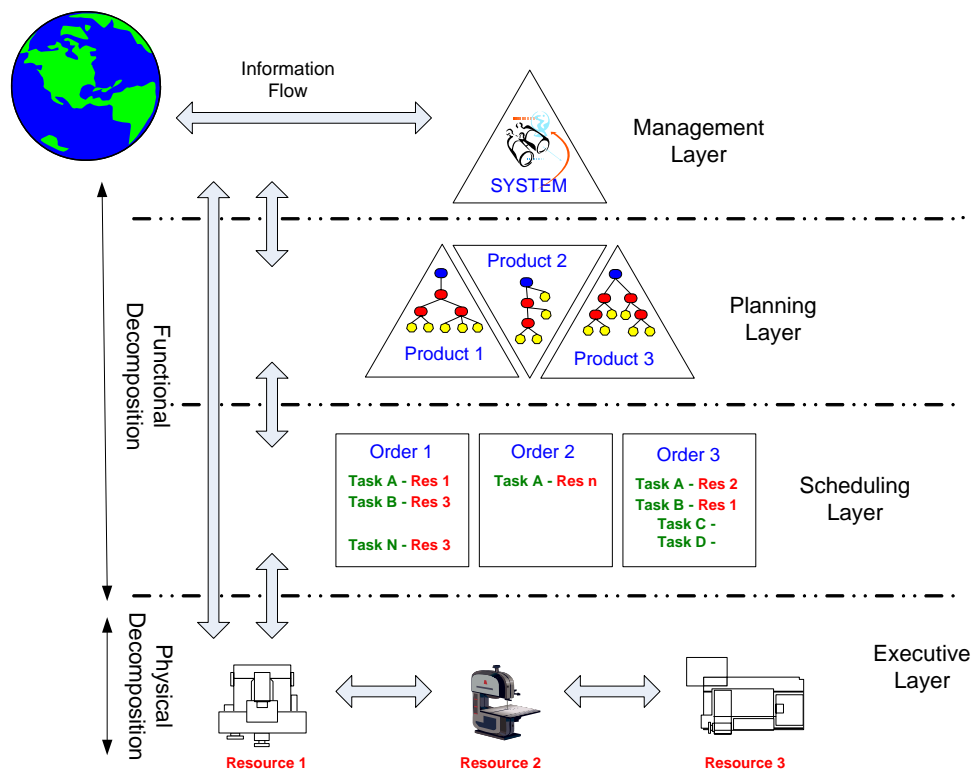 Information
Flow
SYSTEM
Management
Layer
Functional
Decomposition
Product 1
Product 2
Product 3
Planning
Layer
Order 1
Task A - Res 1
Task B - Res 3
Task N - Res 3
Order 2
Task A - Res n
Order 3
Task A - Res 2
Task B - Res 1
Task C -
Task D -
Scheduling
Layer
Physical
Decomposition
Executive
Layer
Resource 1
Resource 2
Resource 3